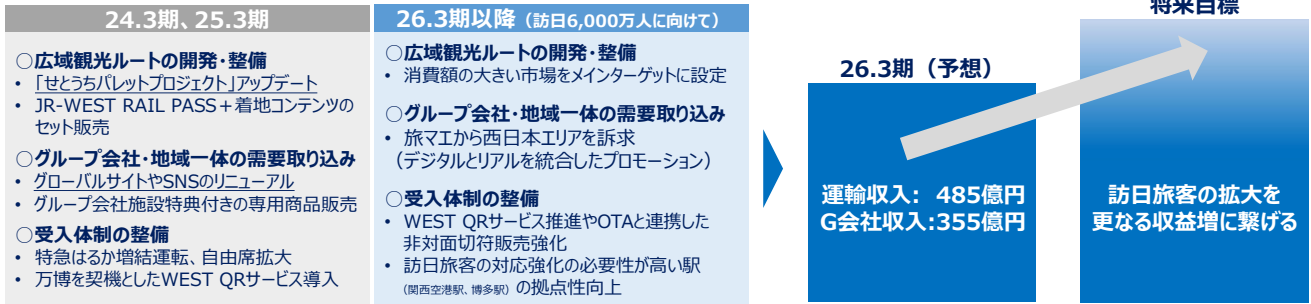 24.3期、25.3期
○広域観光ルートの開発・整備
• 「せとうちパレットプロジェクト」アップデート
• JR-WEST RAIL PASS+着地コンテンツの
セット販売
○グループ会社・地域一体の需要取り込み
• グローバルサイトやSNSのリニューアル
• グループ会社施設特典付きの専用商品販売
○受入体制の整備
• 特急はるか増結運転、自由席拡大
• 万博を契機としたWEST QRサービス導入
26.3期以降（訪日6,000万人に向けて）
○広域観光ルートの開発・整備
• 消費額の大きい市場をメインターゲットに設定
○グループ会社・地域一体の需要取り込み
• 旅マエから西日本エリアを訴求
（デジタルとリアルを統合したプロモーション）
○受入体制の整備
• WEST QRサービス推進やOTAと連携した
非対面切符販売強化
• 訪日旅客の対応強化の必要性が高い駅
（関西空港駅、博多駅）の拠点性向上
26.3期（予想）
運輸収入: 485億円
G会社収入:355億円
将来目標
訪日旅客の拡大を
更なる収益増に繋げる